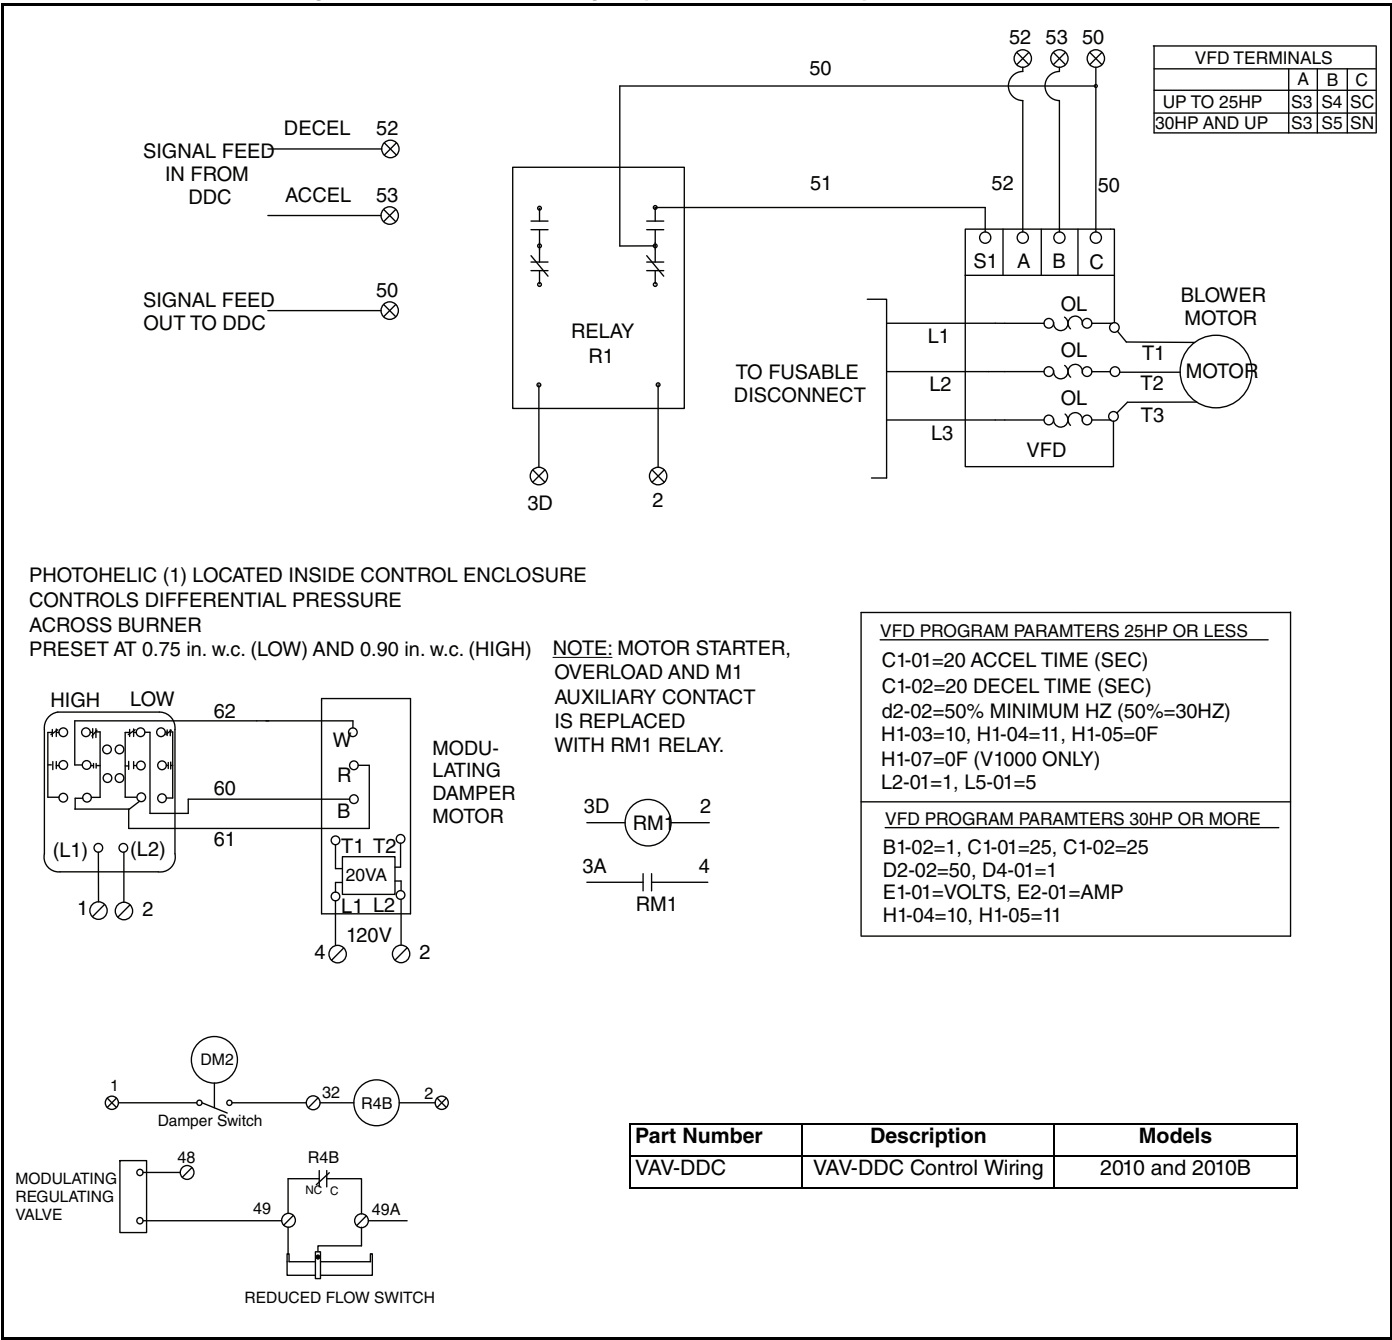 52 53 50
50
VFD TERMINALS
A B C
UP TO 25HP S3 S4 SC
30HP AND UP S3 S5 SN
DECEL 52
SIGNAL FEED
IN FROM
DDC
ACCEL 53
51
52
50
SIGNAL FEED
OUT TO DDC
50
S1 A B C
RELAY
R1
TO FUSABLE
DISCONNECT
L1
L2
L3
OL
OL
OL
VFD
T1
T2
T3
BLOWER
MOTOR
MOTOR
3D
2
PHOTOHELIC (1) LOCATED INSIDE CONTROL ENCLOSURE
CONTROLS DIFFERENTIAL PRESSURE
ACROSS BURNER
PRESET AT 0.75 in. w.c. (LOW) AND 0.90 in. w.c. (HIGH)
HIGH LOW
62
60
61
(L1) (L2)
1 2
W
R
B
T1 T2
20VA
L1 L2
120V
4 2
MODU-
LATING
DAMPER
MOTOR
NOTE: MOTOR STARTER,
OVERLOAD AND M1
AUXILIARY CONTACT
IS REPLACED
WITH RM1 RELAY.
3D RM1 2
3A 4
RM1
VFD PROGRAM PARAMTERS 25HP OR LESS
C1-01=20 ACCEL TIME (SEC)
C1-02=20 DECEL TIME (SEC)
d2-02=50% MINIMUM HZ (50%=30HZ)
H1-03=10, H1-04=11, H1-05=0F
H1-07=0F (V1000 ONLY)
L2-01=1, L5-01=5
VFD PROGRAM PARAMTERS 30HP OR MORE
B1-02=1, C1-01=25, C1-02=25
D2-02=50, D4-01=1
E1-01=VOLTS, E2-01=AMP
H1-04=10, H1-05=11
DM2
1 32 R4B 2
Damper Switch
MODULATING
REGULATING
VALVE
48
49
R4B
NC C
49A
REDUCED FLOW SWITCH
Part Number Description Models
VAV-DDC VAV-DDC Control Wiring 2010 and 2010B